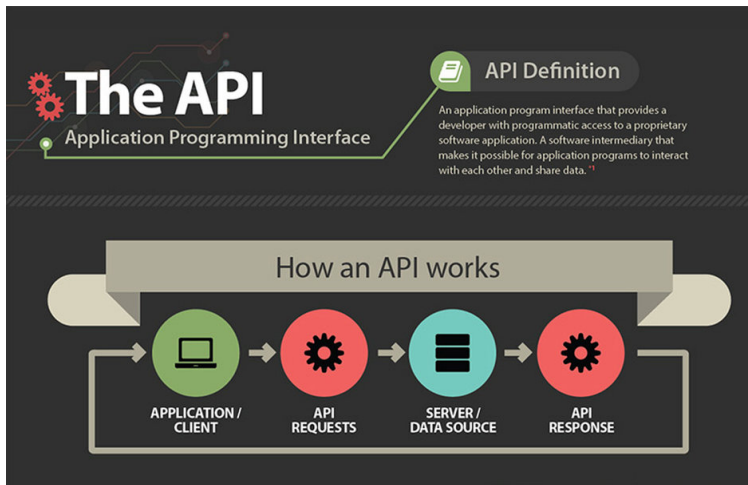 The API
Application Programming Interface
API Definition
An application program interface that provides a
developer with programmatic access to a proprietary
software application. A software intermediary that
makes it possible for application programs to interact
with each other and share data. *1
How an API works
APPLICATION /
CLIENT
API
REQUESTS
SERVER /
DATA SOURCE
API
RESPONSE